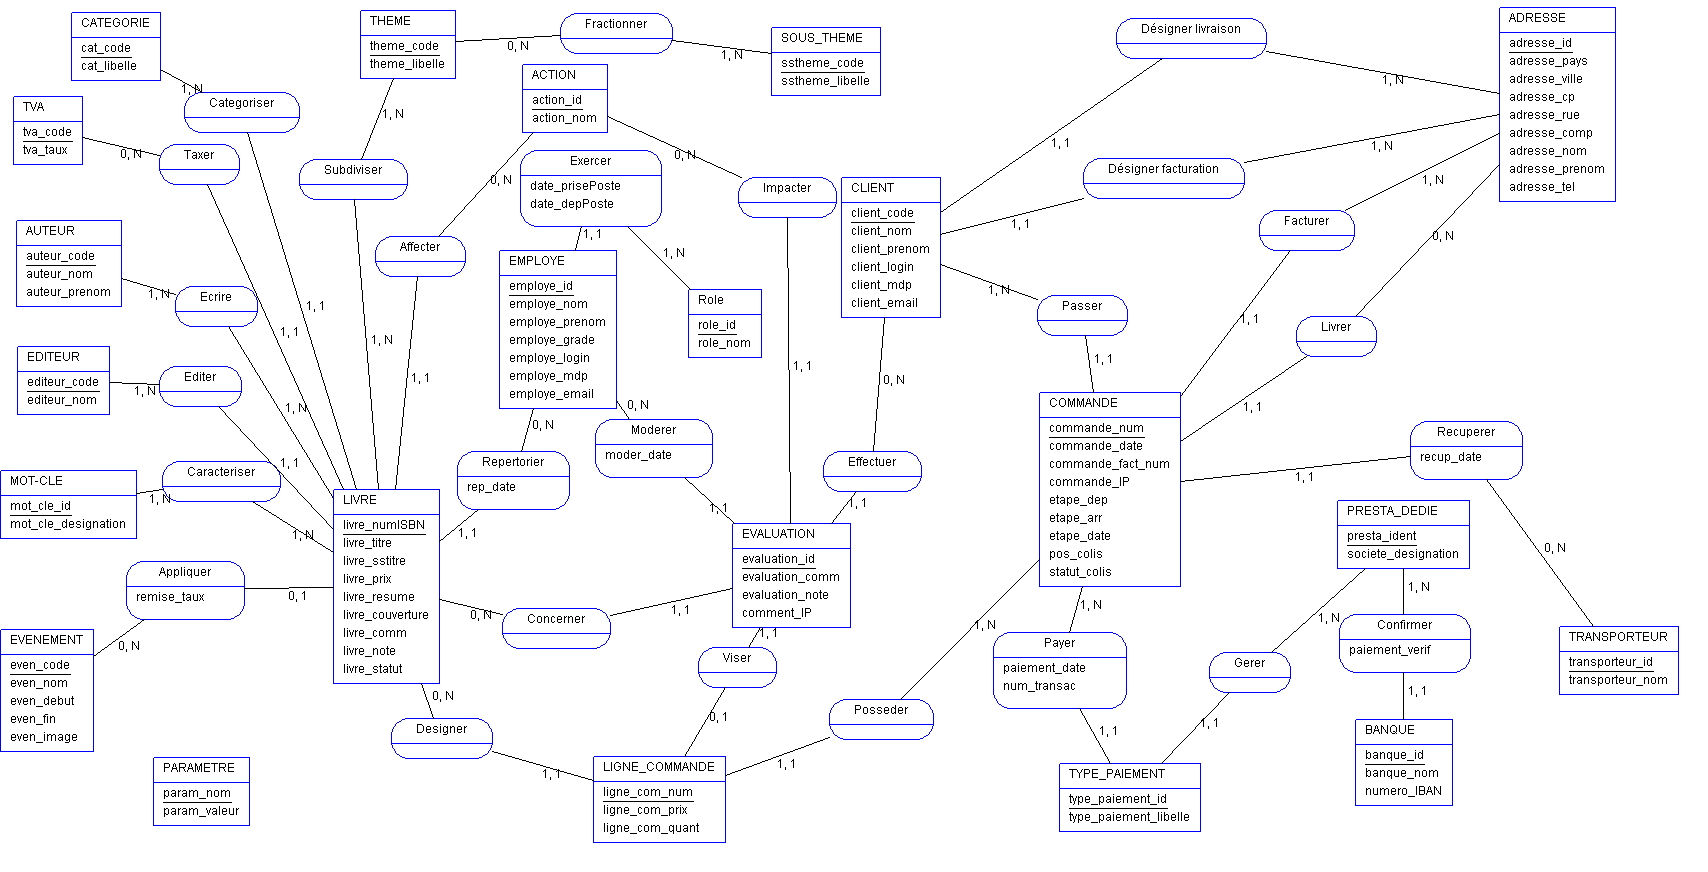 CATEGORIE
cat_code
cat_libelle
1, N
Categoriser
1, 1
THEME
theme_code
theme_libelle
0, N
Fractionner
1, N
SOUS_THEME
sstheme_code
sstheme_libelle
Désigner livraison
1, N
1, 1
ADRESSE
adresse_id
adresse_pays
adresse_ville
adresse_cp
adresse_rue
adresse_comp
adresse_nom
adresse_prenom
adresse_tel
TVA
tva_code
tva_taux
0, N
Taxer
1, 1
1, N
Subdiviser
1, N
ACTION
action_id
action_nom
0, N
Affecter
1, 1
0, N
Impacter
1, 1
Exercer
date_prisePoste
date_depPoste
1, 1
1, N
Role
role_id
role_nom
EMPLOYE
employe_id
employe_nom
employe_prenom
employe_grade
employe_login
employe_mdp
employe_email
0, N
0, N
CLIENT
client_code
client_nom
client_prenom
client_login
client_mdp
client_email
Désigner facturation
1, N
1, 1
Facturer
1, N
1, 1
Livrer
0, N
1, 1
1, N
Passer
1, 1
AUTEUR
auteur_code
auteur_nom
auteur_prenom
1, N
Ecrire
1, N
EDITEUR
editeur_code
editeur_nom
1, N
Editer
1, 1
MOT-CLE
mot_cle_id
mot_cle_designation
1, N
Caracteriser
1, N
Repertorier
rep_date
1, 1
Moderer
moder_date
1, 1
0, N
Effectuer
1, 1
COMMANDE
commande_num
commande_date
commande_fact_num
commande_IP
etape_dep
etape_arr
etape_date
pos_colis
statut_colis
Recuperer
recup_date
1, 1
0, N
LIVRE
livre_numISBN
livre_titre
livre_sstitre
livre_prix
livre_resume
livre_couverture
livre_comm
livre_note
livre_statut
EVALUATION
evaluation_id
evaluation_comm
evaluation_note
comment_IP
PRESTA_DEDIE
presta_ident
societe_designation
Appliquer
remise_taux
0, 1
0, N
EVENEMENT
even_code
even_nom
even_debut
even_fin
even_image
0, N
Concerner
1, 1
1, 1
Viser
0, 1
1, N
Posseder
1, 1
1, N
Payer
paiement_date
num_transac
1, 1
1, N
Gerer
1, 1
1, N
Confirmer
paiement_verif
1, 1
TRANSPORTEUR
transporteur_id
transporteur_nom
0, N
Designer
1, 1
LIGNE_COMMANDE
ligne_com_num
ligne_com_prix
ligne_com_quant
TYPE_PAIEMENT
type_paiement_id
type_paiement_libelle
BANQUE
banque_id
banque_nom
numero_IBAN
PARAMETRE
param_nom
param_valeur